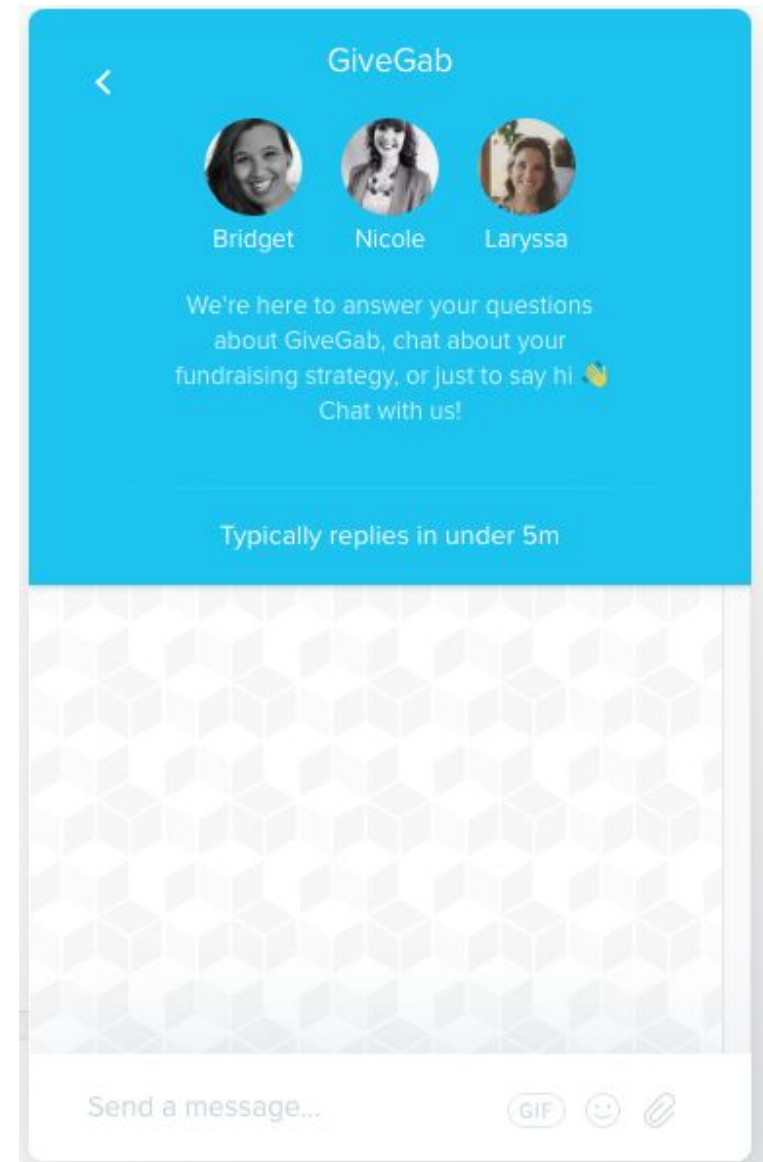 GiveGab
Bridget Nicole Laryssa
We're here to answer your questions
about GiveGab, chat about your
fundraising strategy, or just to say hi 👋
Chat with us!
Typically replies in under 5m
Send a message...
GIF